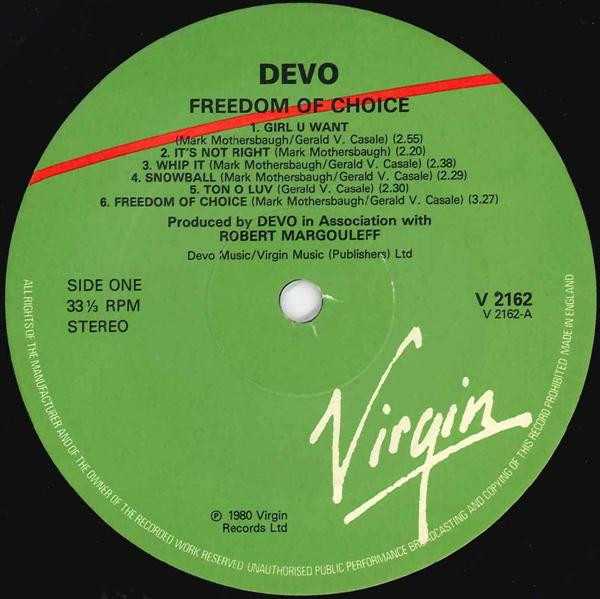 DEVO
FREEDOM OF CHOICE
1. GIRL U WANT
(Mark Mothersbaugh/Gerald V. Casale) (2.55)
2. IT'S NOT RIGHT (Mark Mothersbaugh) (2.20)
3. WHIP IT (Mark Mothersbaugh/Gerald V. Casale) (2.38)
4. SNOWBALL (Mark Mothersbaugh/Gerald V. Casale) (2.29)
5. TON O LUV (Gerald V. Casale) (2.30)
6. FREEDOM OF CHOICE (Mark Mothersbaugh/Gerald V. Casale) (3.27)
Produced by DEVO in Association with
ROBERT MARGOULEFF
Devo Music/Virgin Music (Publishers) Ltd
SIDE ONE
33⅓ RPM
STEREO
V 2162
V 2162-A
Virgin
℗ 1980 Virgin
Records Ltd
ALL RIGHTS OF THE MANUFACTURER AND OF THE OWNER OF THE RECORDED WORK RESERVED UNAUTHORISED PUBLIC PERFORMANCE BROADCASTING AND COPYING OF THIS RECORD PROHIBITED MADE IN ENGLAND